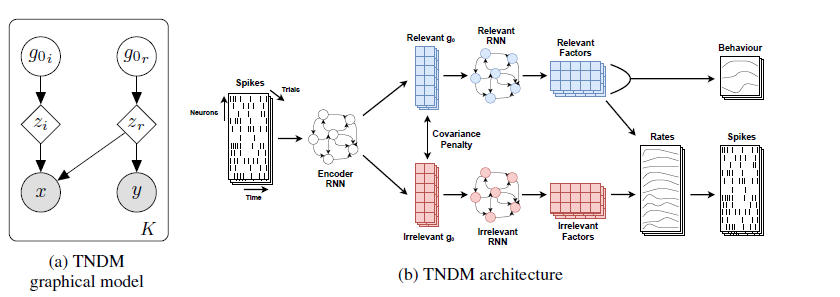 g0i
g0r
zi
zr
x
y
K
(a) TNDM
graphical model
Spikes
Trials
Neurons
Time
Encoder
RNN
Relevant g₀
Relevant
RNN
Relevant
Factors
Behaviour
Covariance
Penalty
Rates
Spikes
Irrelevant g₀
Irrelevant
RNN
Irrelevant
Factors
(b) TNDM architecture